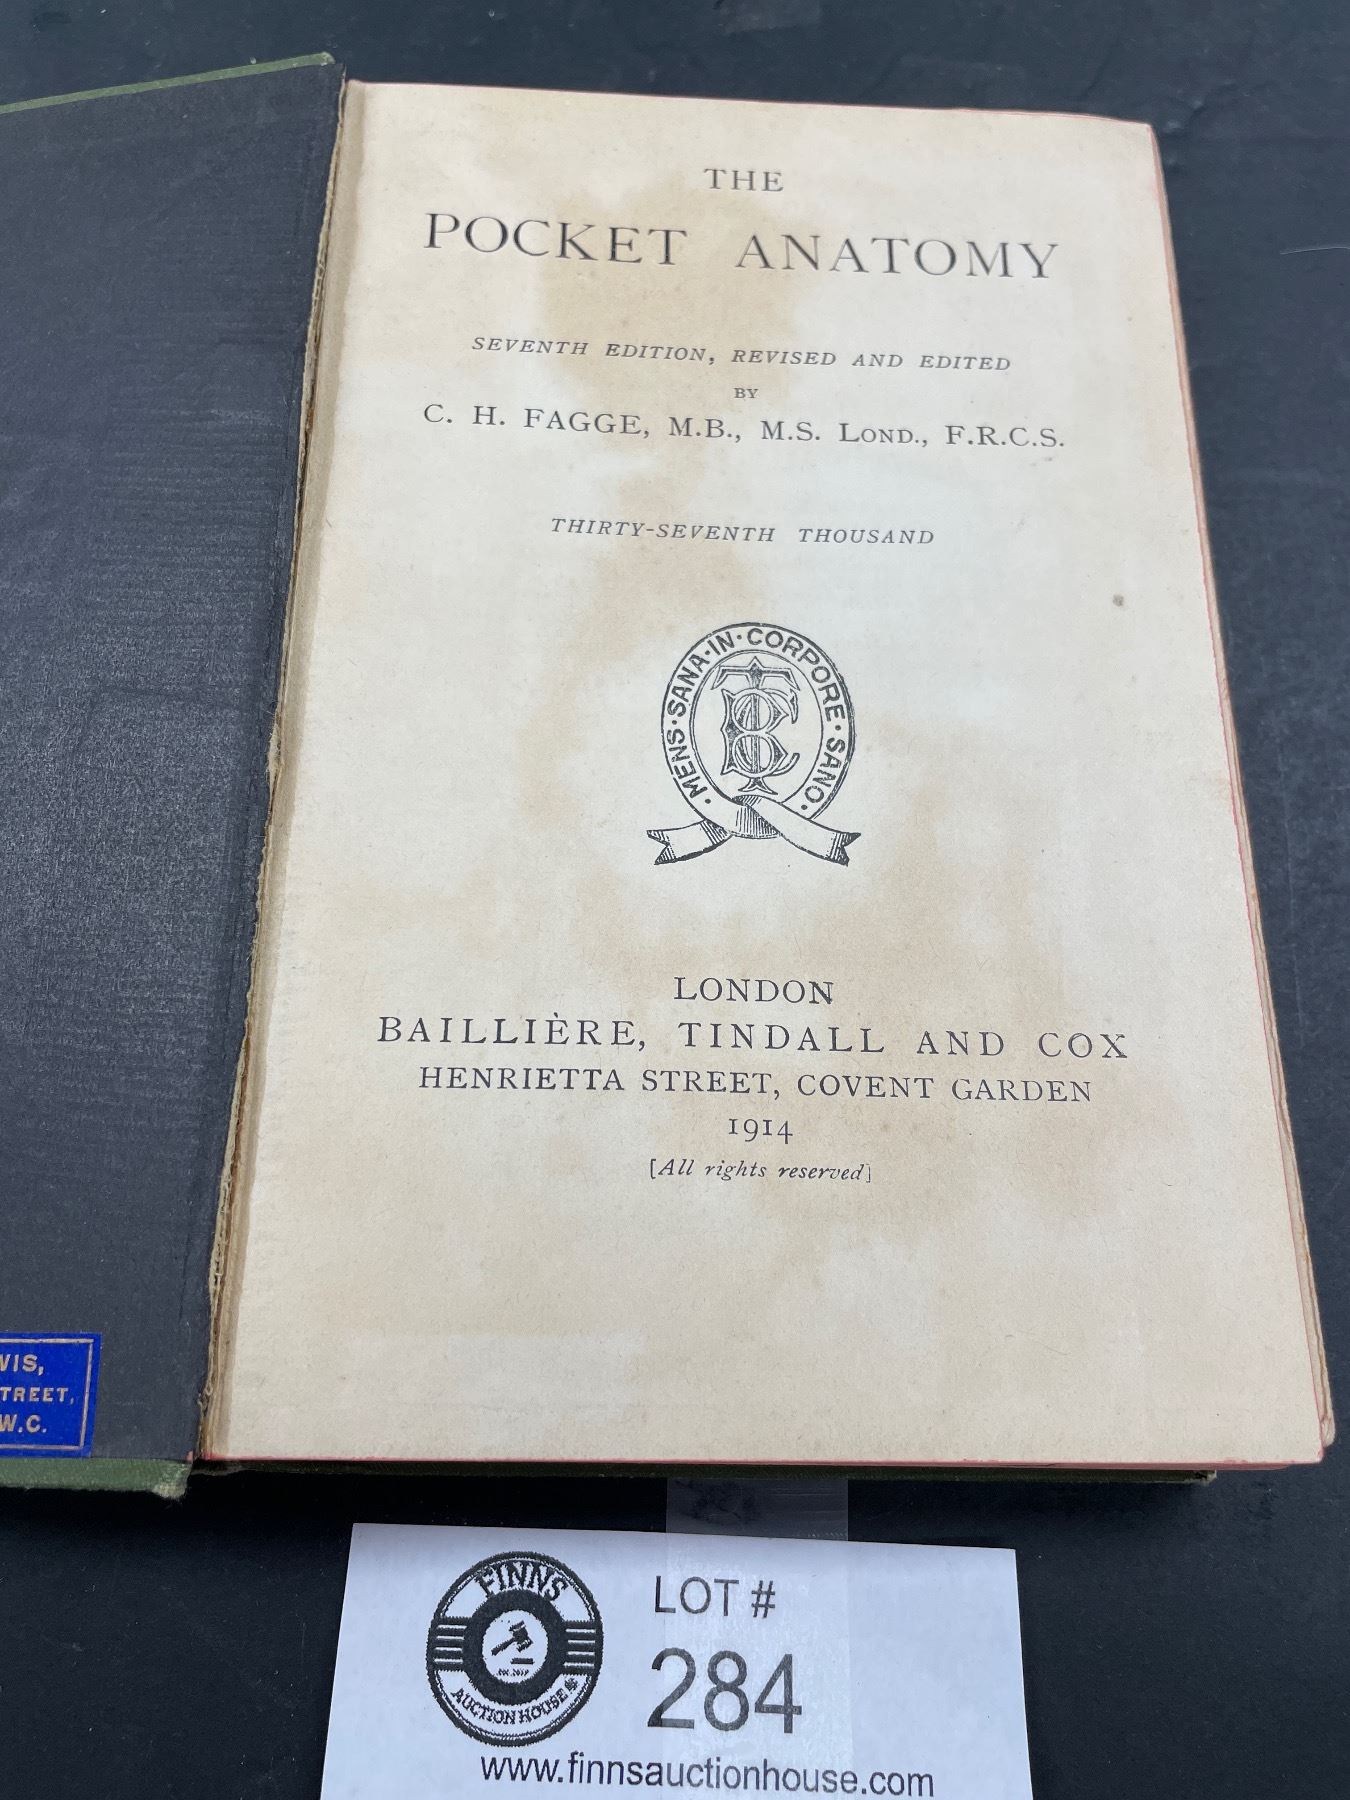 THE
POCKET ANATOMY
SEVENTH EDITION, REVISED AND EDITED
BY
C. H. FAGGE, M.B., M.S. LOND., F.R.C.S.
THIRTY-SEVENTH THOUSAND
· MENS · SANA · IN · CORPORE · SANO ·
LONDON
BAILLIÈRE, TINDALL AND COX
HENRIETTA STREET, COVENT GARDEN
1914
[All rights reserved]
WIS,
TREET,
W.C.
FINNS
AUCTION HOUSE
LOT #
284
www.finnsauctionhouse.com